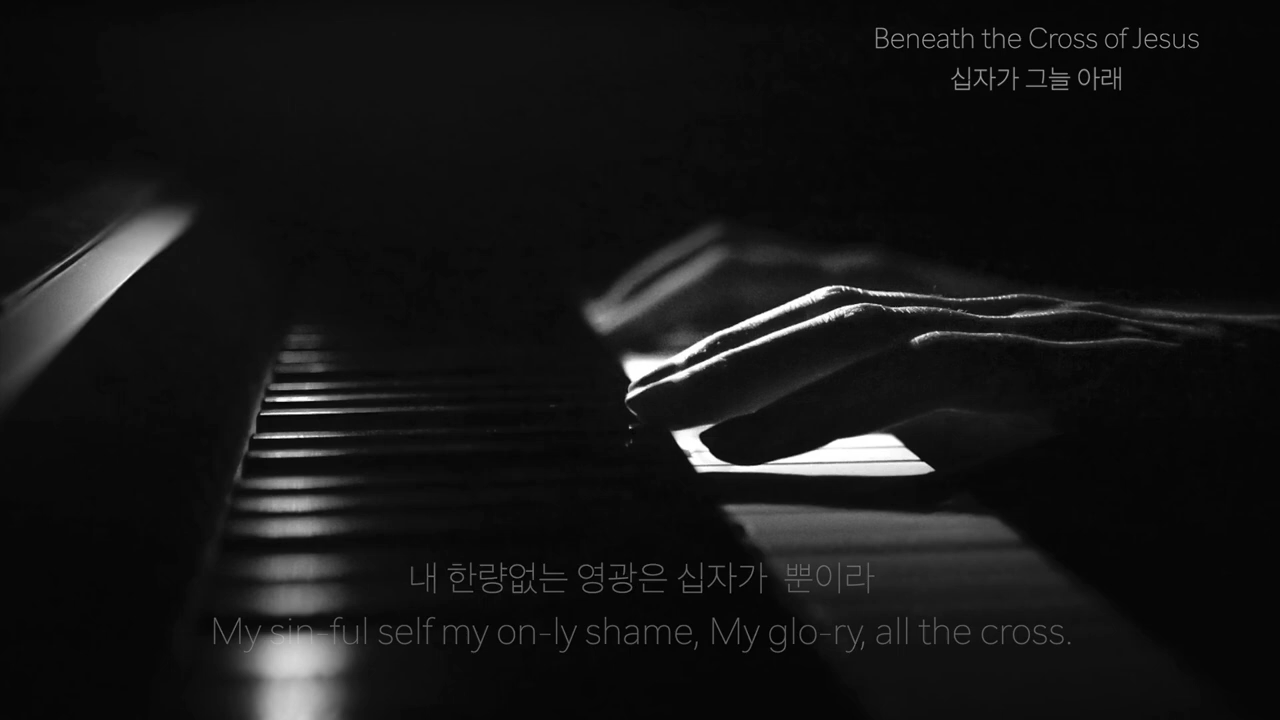 Beneath the Cross of Jesus
십자가 그늘 아래
내 한량없는 영광은 십자가 뿐이라
My sin-ful self my on-ly shame, My glo-ry, all the cross.